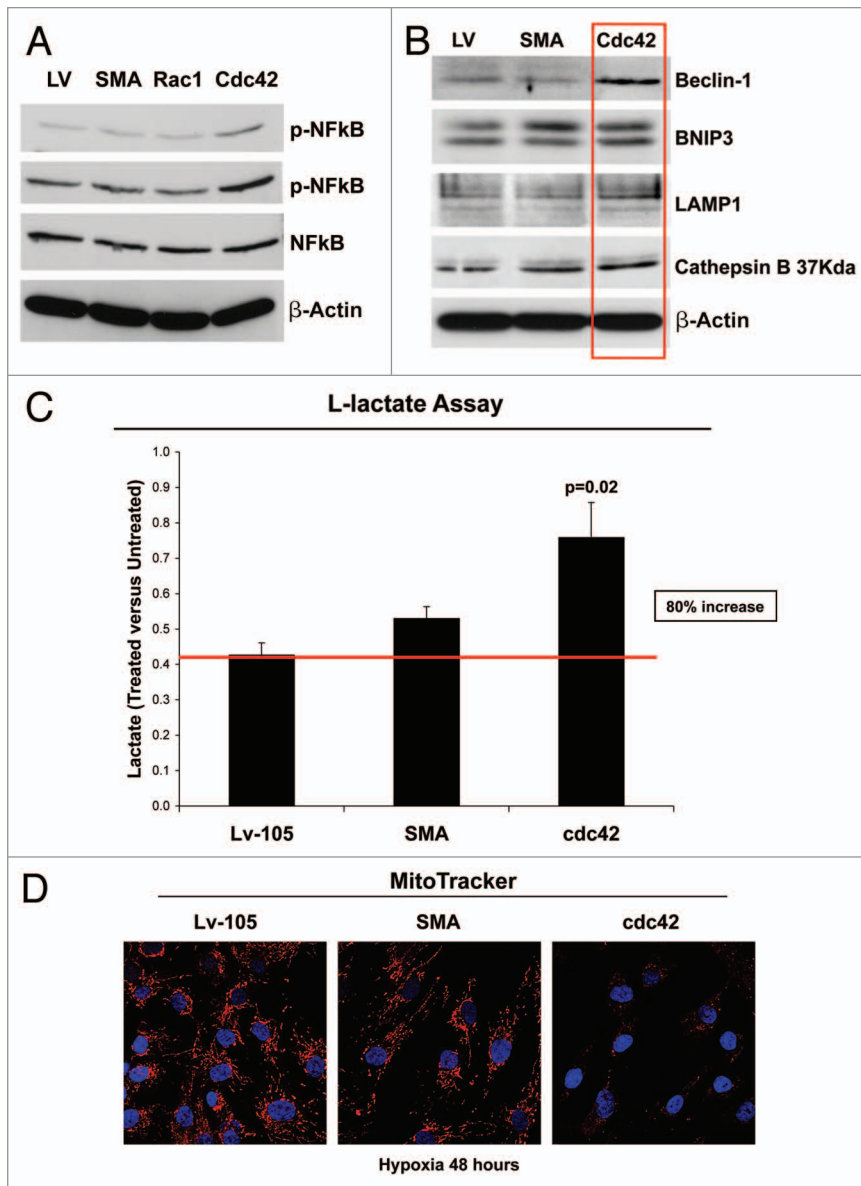 A
LV SMA Rac1 Cdc42
p-NFkB
p-NFkB
NFkB
β-Actin
B
LV SMA Cdc42
Beclin-1
BNIP3
LAMP1
Cathepsin B 37Kda
β-Actin
C
L-lactate Assay
Lactate (Treated versus Untreated)
1.0
0.9
0.8
0.7
0.6
0.5
0.4
0.3
0.2
0.1
0.0
p=0.02
80% increase
Lv-105 SMA cdc42
D
MitoTracker
Lv-105 SMA cdc42
Hypoxia 48 hours